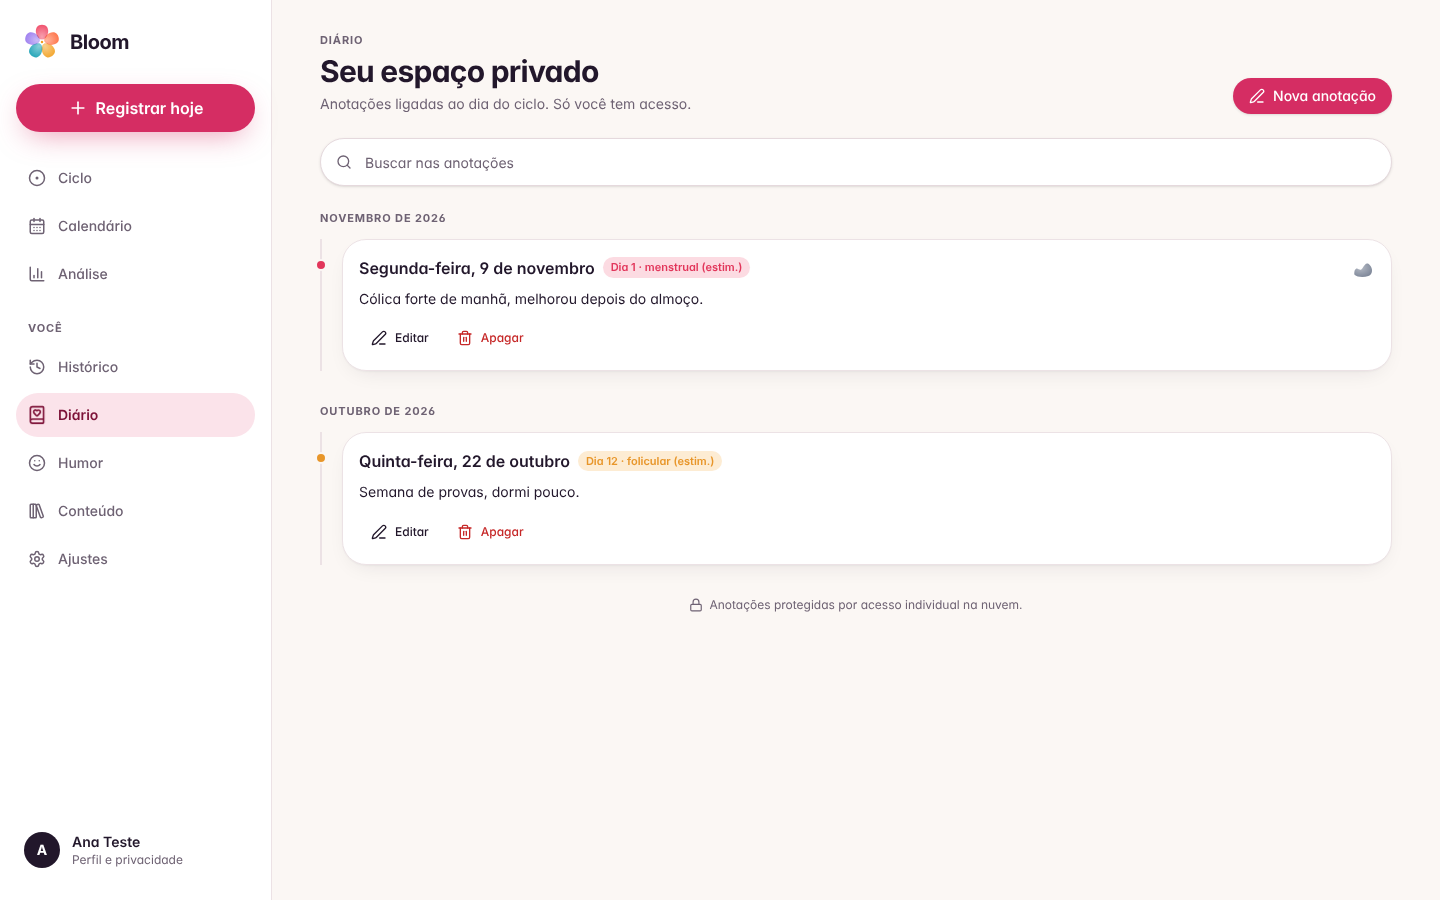 Bloom
Registrar hoje
Ciclo
Calendário
Análise
VOCÊ
Histórico
Diário
Humor
Conteúdo
Ajustes
A
Ana Teste
Perfil e privacidade
DIÁRIO
Seu espaço privado
Anotações ligadas ao dia do ciclo. Só você tem acesso.
Nova anotação
Buscar nas anotações
NOVEMBRO DE 2026
Segunda-feira, 9 de novembro Dia 1 · menstrual (estim.)
Cólica forte de manhã, melhorou depois do almoço.
Editar Apagar
OUTUBRO DE 2026
Quinta-feira, 22 de outubro Dia 12 · folicular (estim.)
Semana de provas, dormi pouco.
Editar Apagar
Anotações protegidas por acesso individual na nuvem.